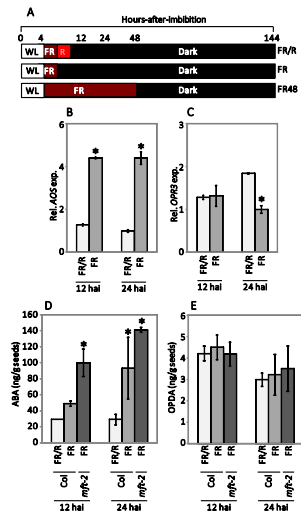 A
Hours-after-imbibition
0 4 12 24 48 144
WL FR R Dark FR/R
WL FR Dark FR
WL FR Dark FR48
B
Rel. AOS exp.
6
4
2
0
* *
FR/R FR FR/R FR
12 hai 24 hai
C
Rel. OPR3 exp.
3
2
1
0
*
FR/R FR FR/R FR
12 hai 24 hai
D
ABA (ng/gseeds)
200
180
160
140
120
100
80
60
40
20
0
* * *
FR/R FR FR FR/R FR FR
Col mft-2 Col mft-2
12 hai 24 hai
E
OPDA (ng/gseeds)
7
6
5
4
3
2
1
0
FR/R FR FR FR/R FR FR
Col mft-2 Col mft-2
12 hai 24 hai